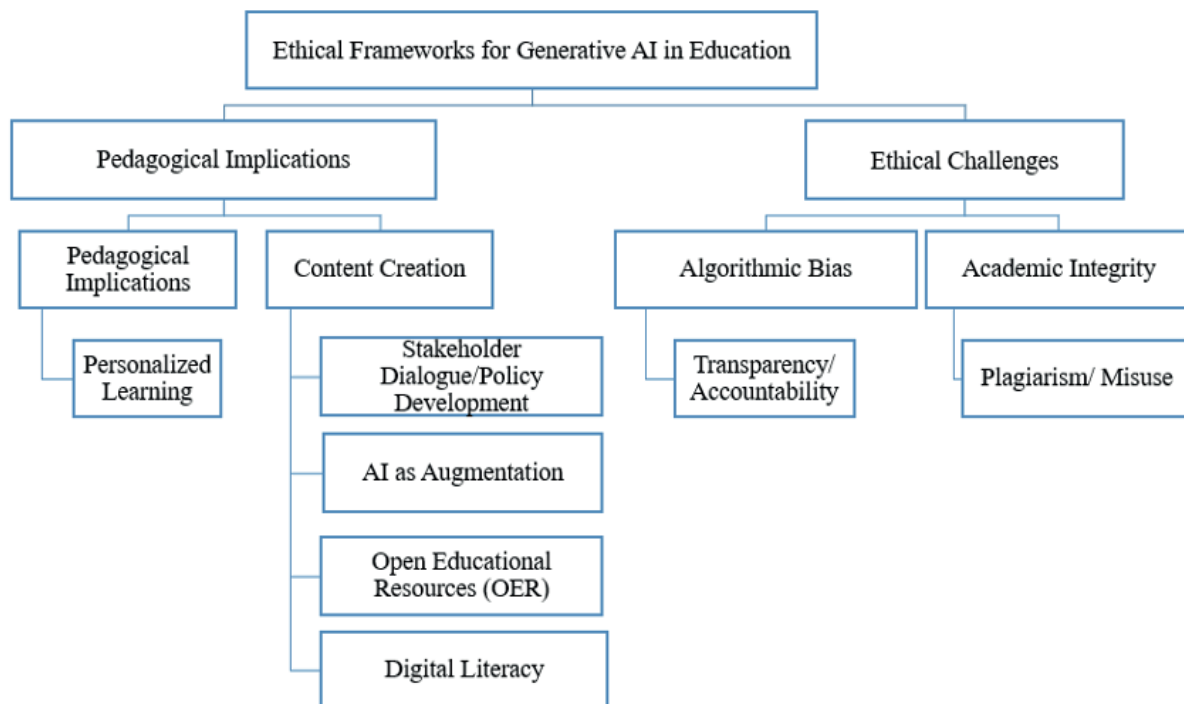 Ethical Frameworks for Generative AI in Education
Pedagogical Implications
Ethical Challenges
Pedagogical
Implications
Content Creation
Algorithmic Bias
Academic Integrity
Personalized
Learning
Stakeholder
Dialogue/Policy
Development
AI as Augmentation
Open Educational
Resources (OER)
Digital Literacy
Transparency/
Accountability
Plagiarism/ Misuse